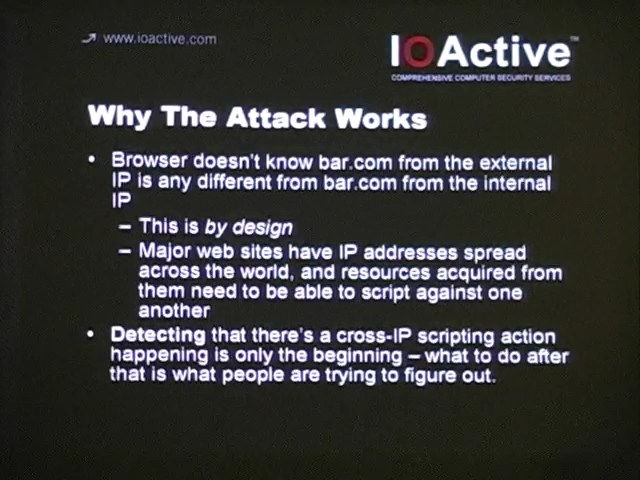 www.ioactive.com
IOActive™
COMPREHENSIVE COMPUTER SECURITY SERVICES
Why The Attack Works
• Browser doesn't know bar.com from the external
IP is any different from bar.com from the internal
IP
– This is by design
– Major web sites have IP addresses spread
across the world, and resources acquired from
them need to be able to script against one
another
• Detecting that there's a cross-IP scripting action
happening is only the beginning – what to do after
that is what people are trying to figure out.